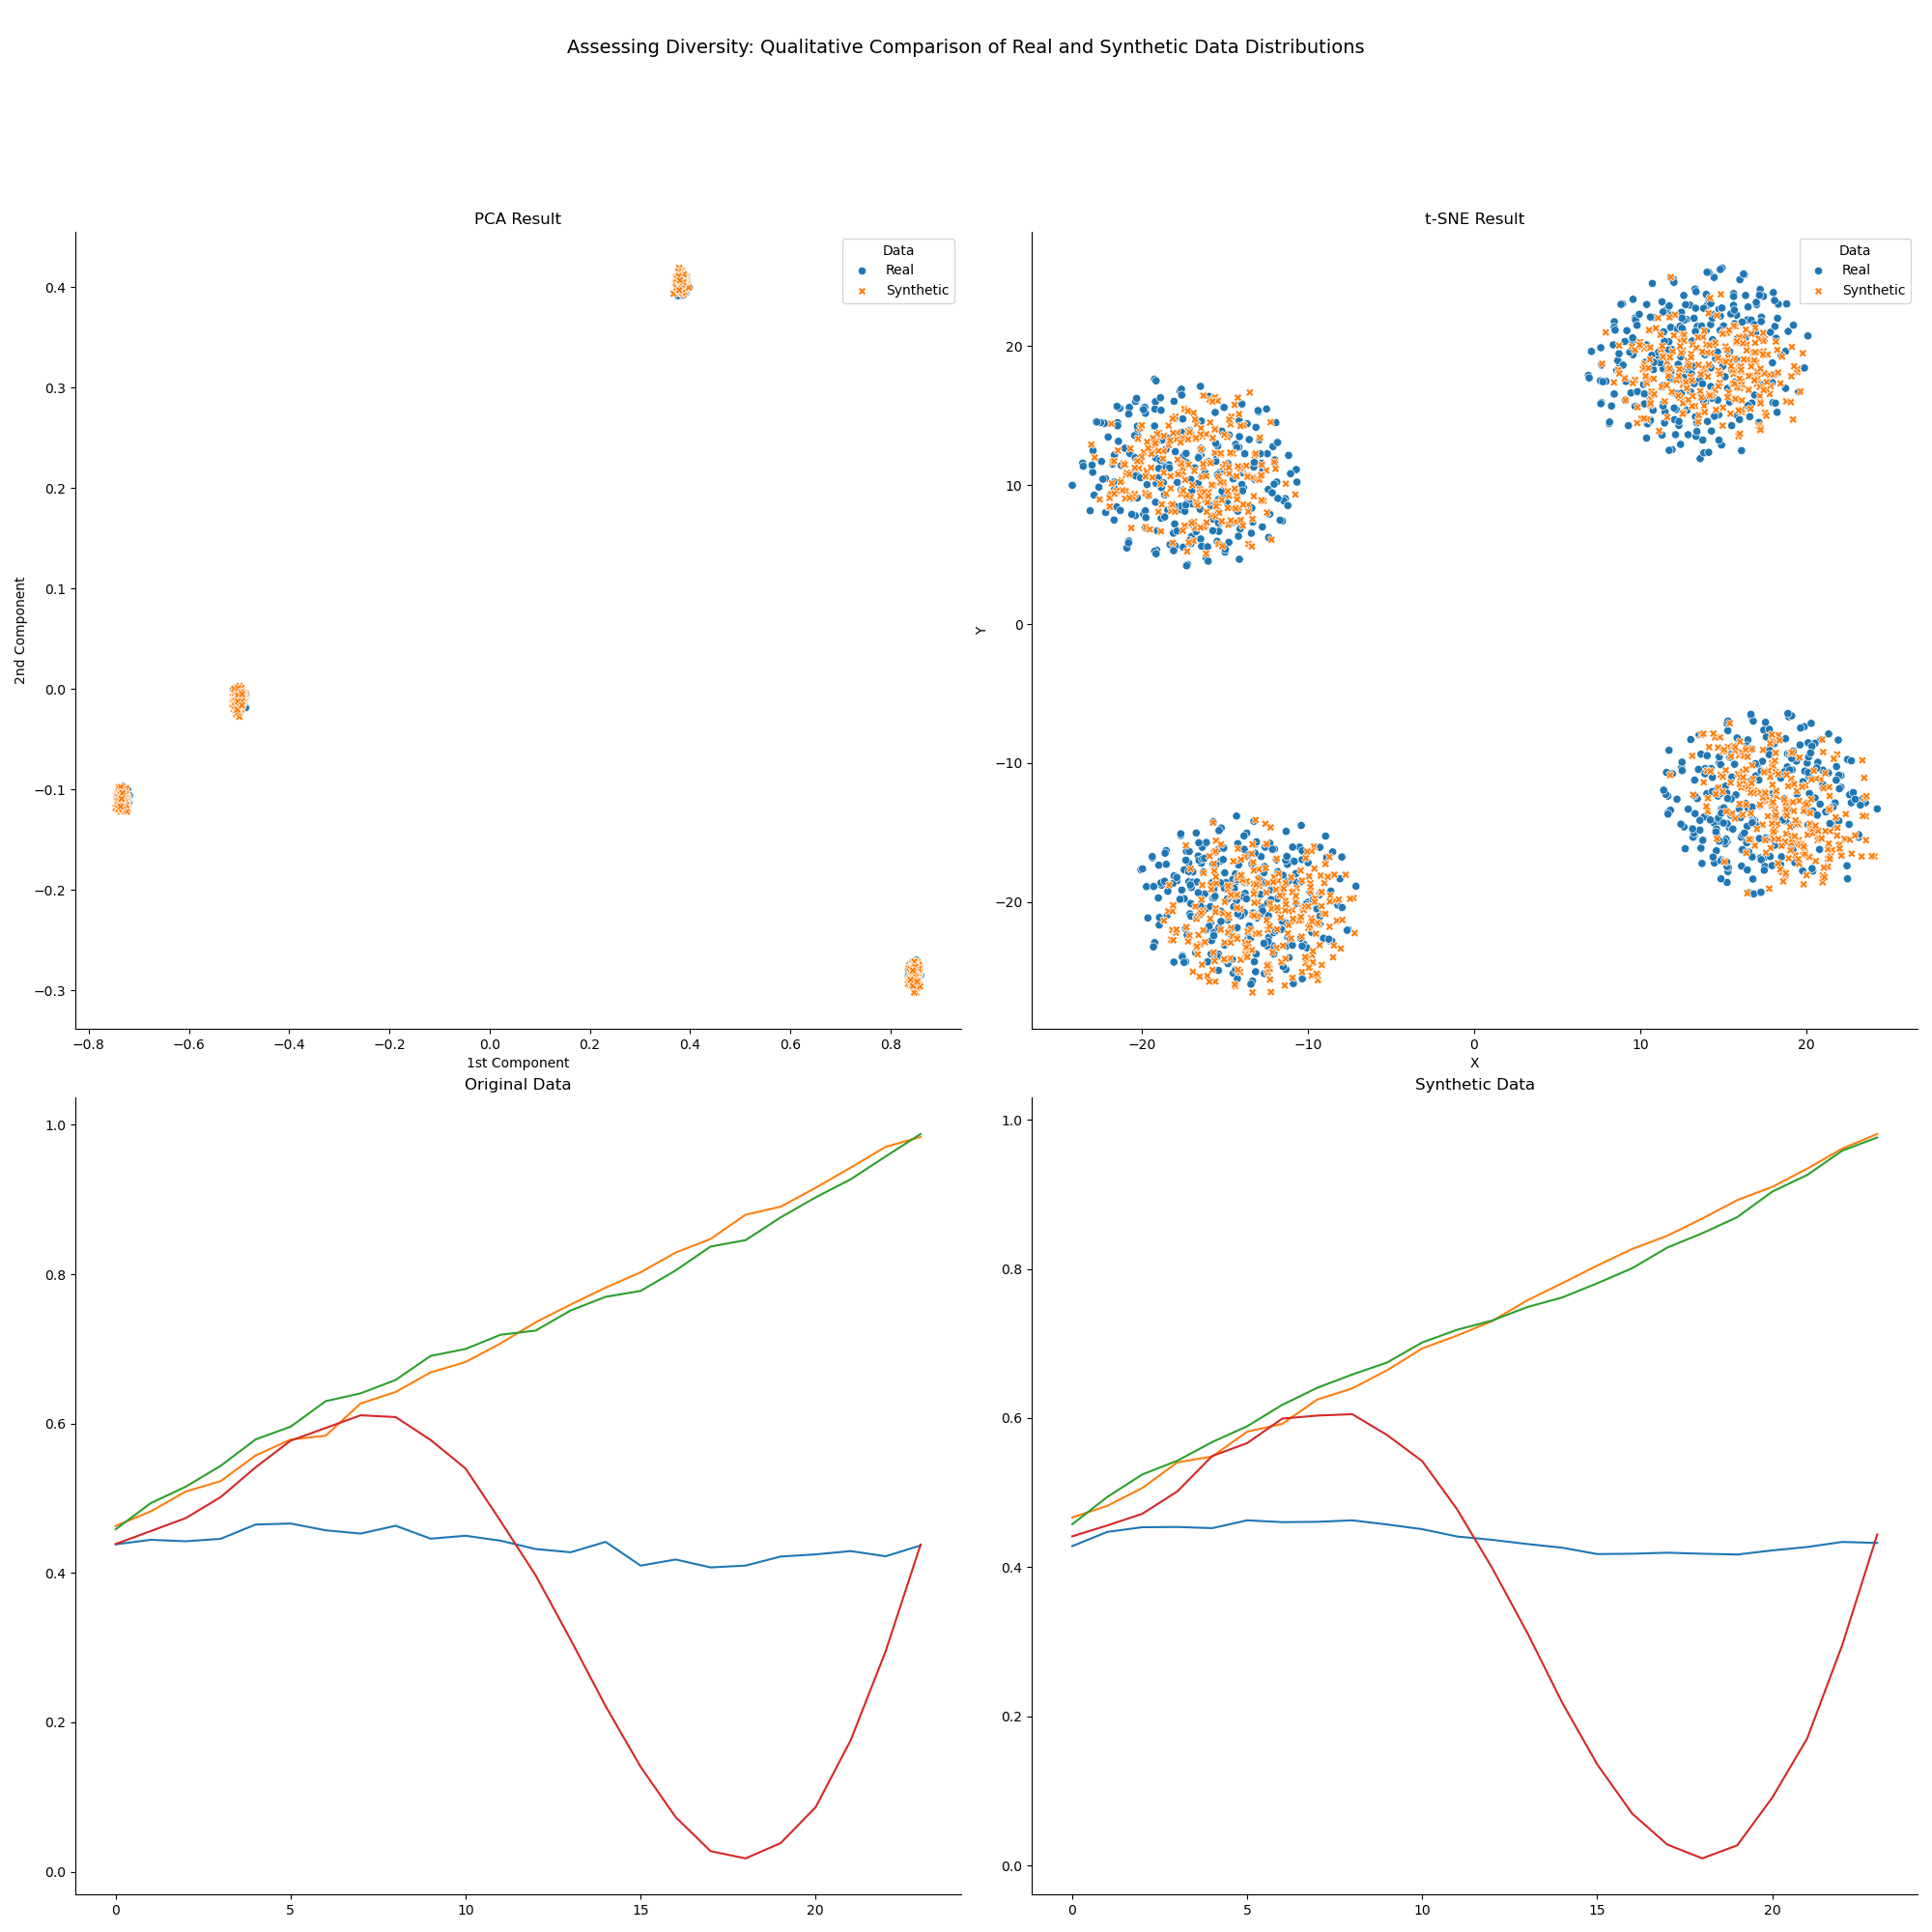 Assessing Diversity: Qualitative Comparison of Real and Synthetic Data Distributions
PCA Result
Data
Real
Synthetic
0.4
0.3
0.2
0.1
0.0
−0.1
−0.2
−0.3
2nd Component
−0.8 −0.6 −0.4 −0.2 0.0 0.2 0.4 0.6 0.8
1st Component
t-SNE Result
Data
Real
Synthetic
20
10
0
−10
−20
Y
−20 −10 0 10 20
X
Original Data
1.0
0.8
0.6
0.4
0.2
0.0
0 5 10 15 20
Synthetic Data
1.0
0.8
0.6
0.4
0.2
0.0
0 5 10 15 20